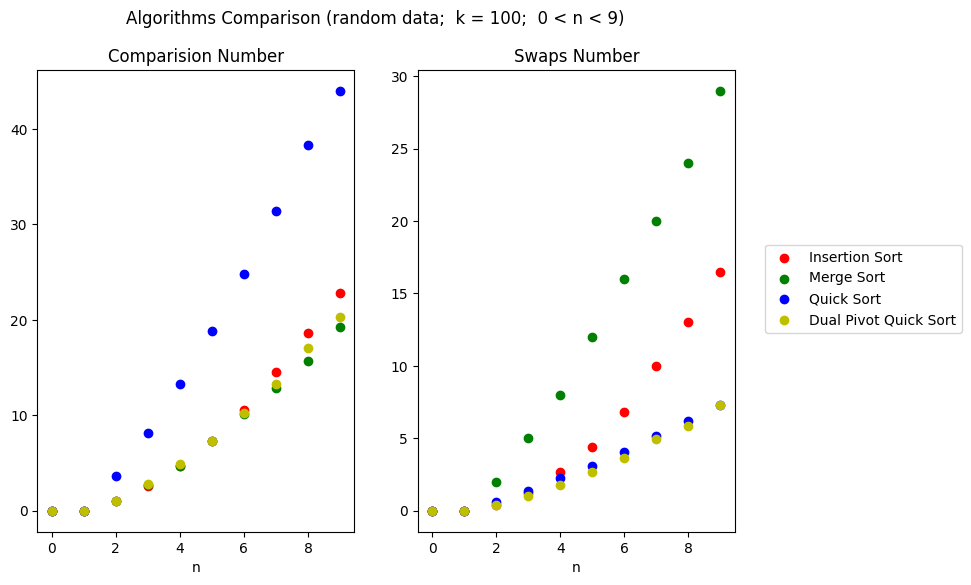 Algorithms Comparison (random data;  k = 100;  0 < n < 9)
Comparision Number
Swaps Number
40
30
20
10
0
0 2 4 6 8
n
30
25
20
15
10
5
0
0 2 4 6 8
n
Insertion Sort
Merge Sort
Quick Sort
Dual Pivot Quick Sort